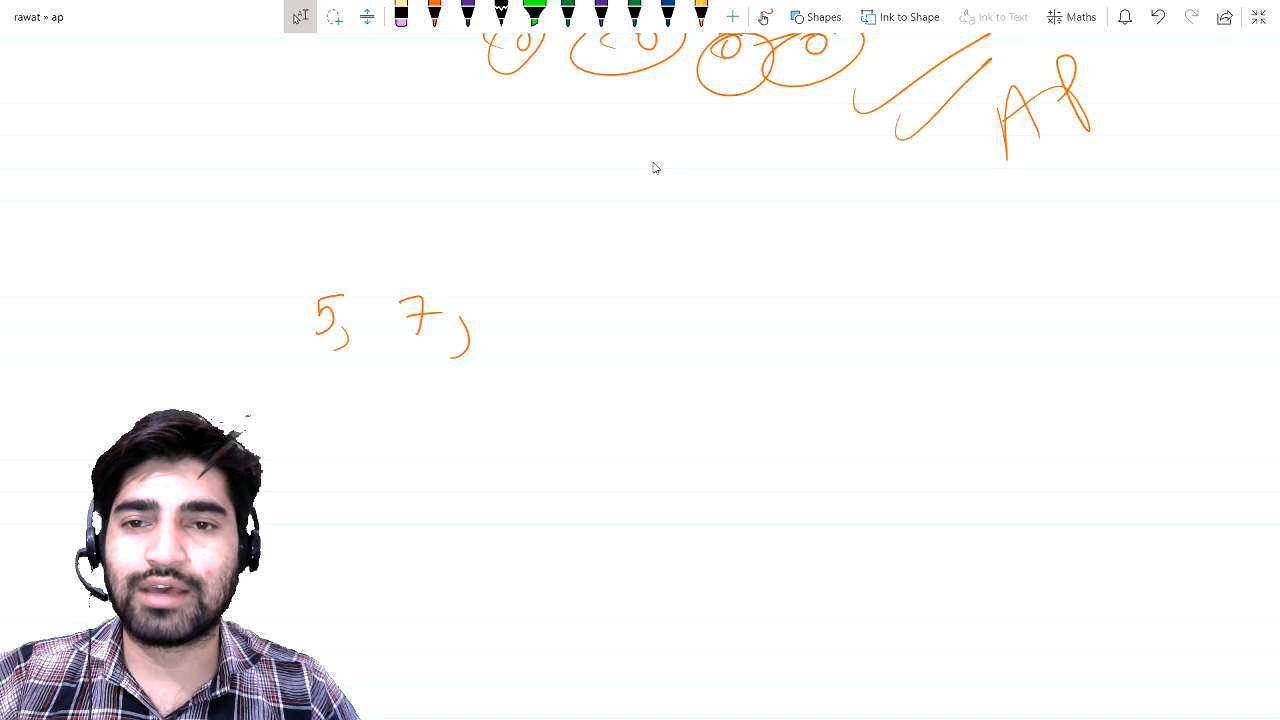 rawat » ap
Shapes
Ink to Shape
Ink to Text
Maths
AP
5, 7,